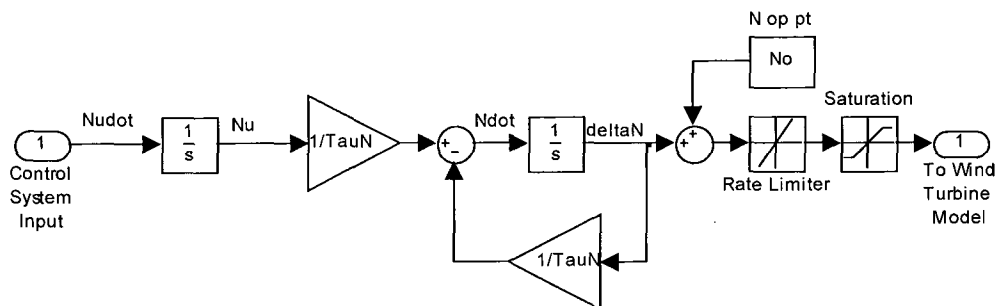 N op pt
No
Saturation
Nudot
Nu
Ndot
deltaN
1
1
s
1/TauN
+
−
1
s
+
+
1
Control
System
Input
Rate Limiter
To Wind
Turbine
Model
1/TauN